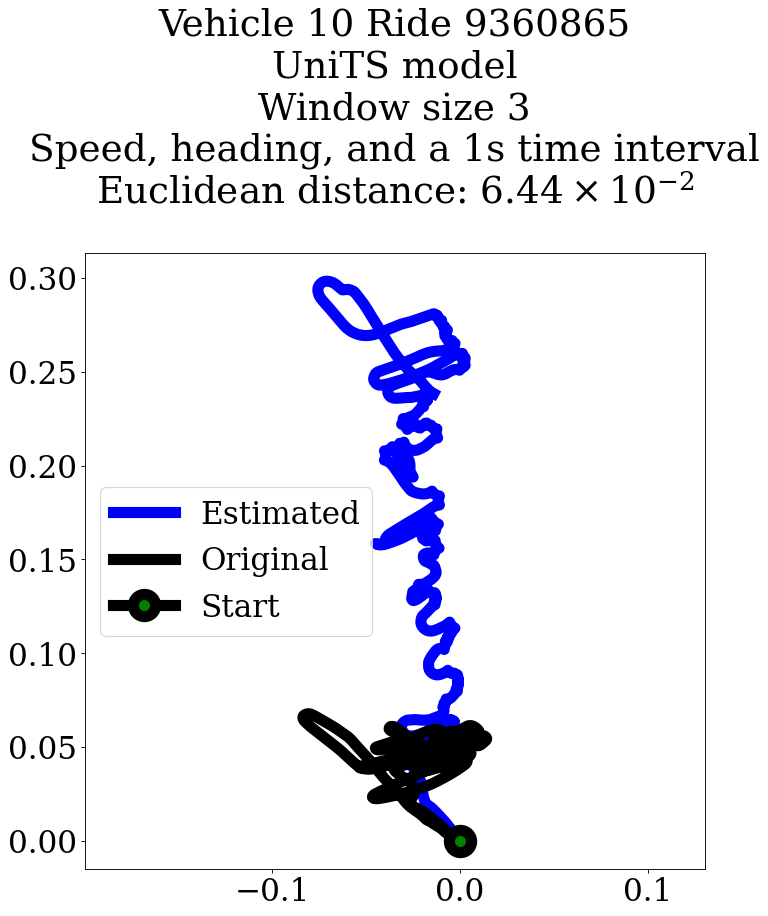 Vehicle 10 Ride 9360865
UniTS model
Window size 3
Speed, heading, and a 1s time interval
Euclidean distance: 6.44 × 10⁻²
0.30
0.25
0.20
0.15
0.10
0.05
0.00
Estimated
Original
Start
−0.1 0.0 0.1